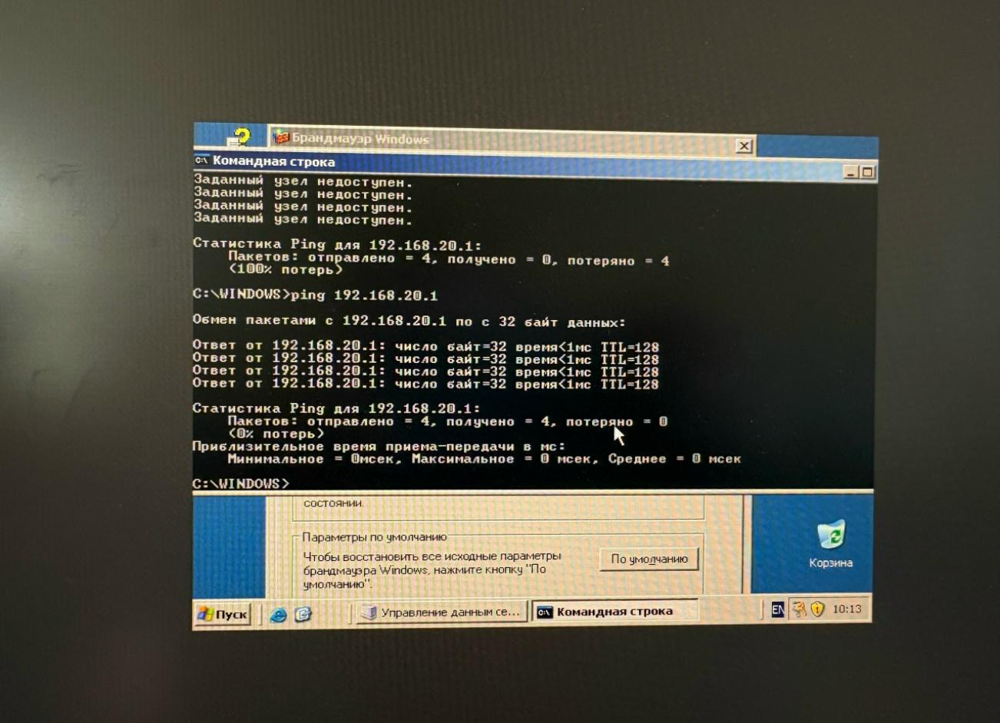 Брандмауэр Windows
Командная строка
Заданный узел недоступен.
Заданный узел недоступен.
Заданный узел недоступен.
Заданный узел недоступен.
Статистика Ping для 192.168.20.1:
Пакетов: отправлено = 4, получено = 0, потеряно = 4
(100% потерь)
C:\WINDOWS>ping 192.168.20.1
Обмен пакетами с 192.168.20.1 по с 32 байт данных:
Ответ от 192.168.20.1: число байт=32 время<1мс TTL=128
Ответ от 192.168.20.1: число байт=32 время<1мс TTL=128
Ответ от 192.168.20.1: число байт=32 время<1мс TTL=128
Ответ от 192.168.20.1: число байт=32 время<1мс TTL=128
Статистика Ping для 192.168.20.1:
Пакетов: отправлено = 4, получено = 4, потеряно = 0
(0% потерь)
Приблизительное время приема-передачи в мс:
Минимальное = 0мсек, Максимальное = 0 мсек, Среднее = 0 мсек
C:\WINDOWS>
состоянии.
Параметры по умолчанию
Чтобы восстановить все исходные параметры
брандмауэра Windows, нажмите кнопку "По
умолчанию".
По умолчанию
Корзина
Пуск
Управление данным се...
Командная строка
EN
10:13